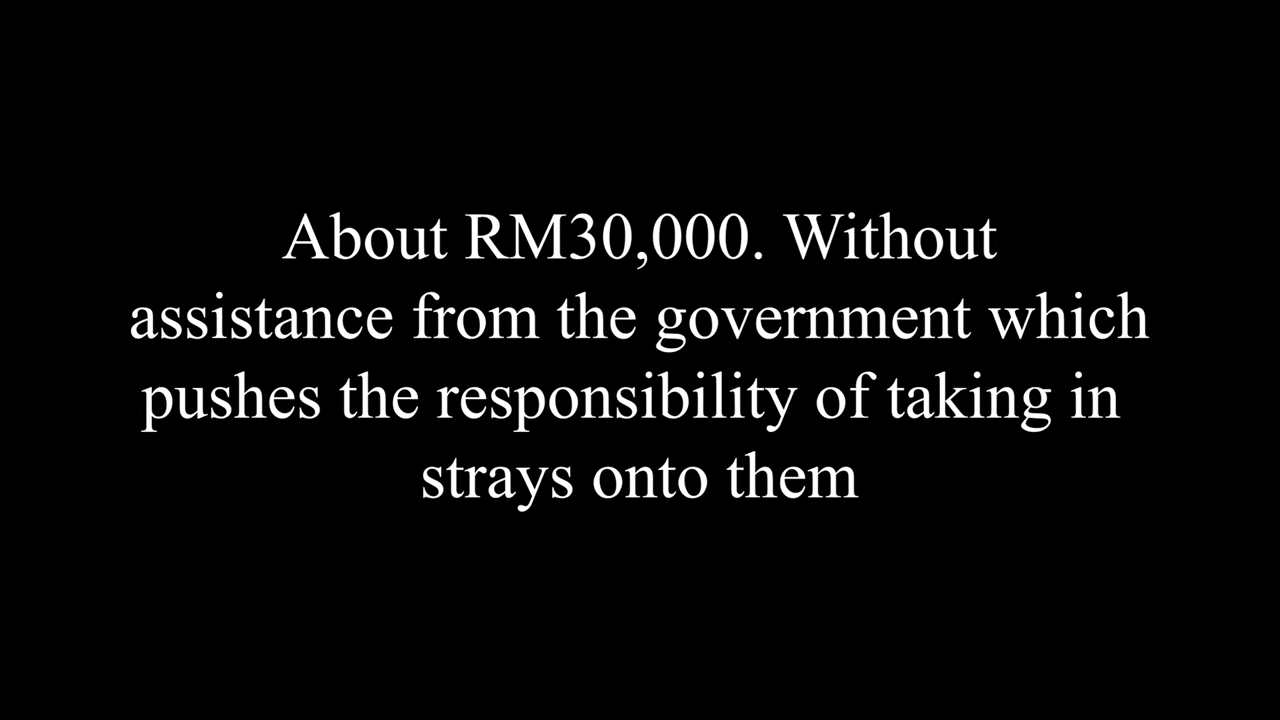 About RM30,000. Without
assistance from the government which
pushes the responsibility of taking in
strays onto them